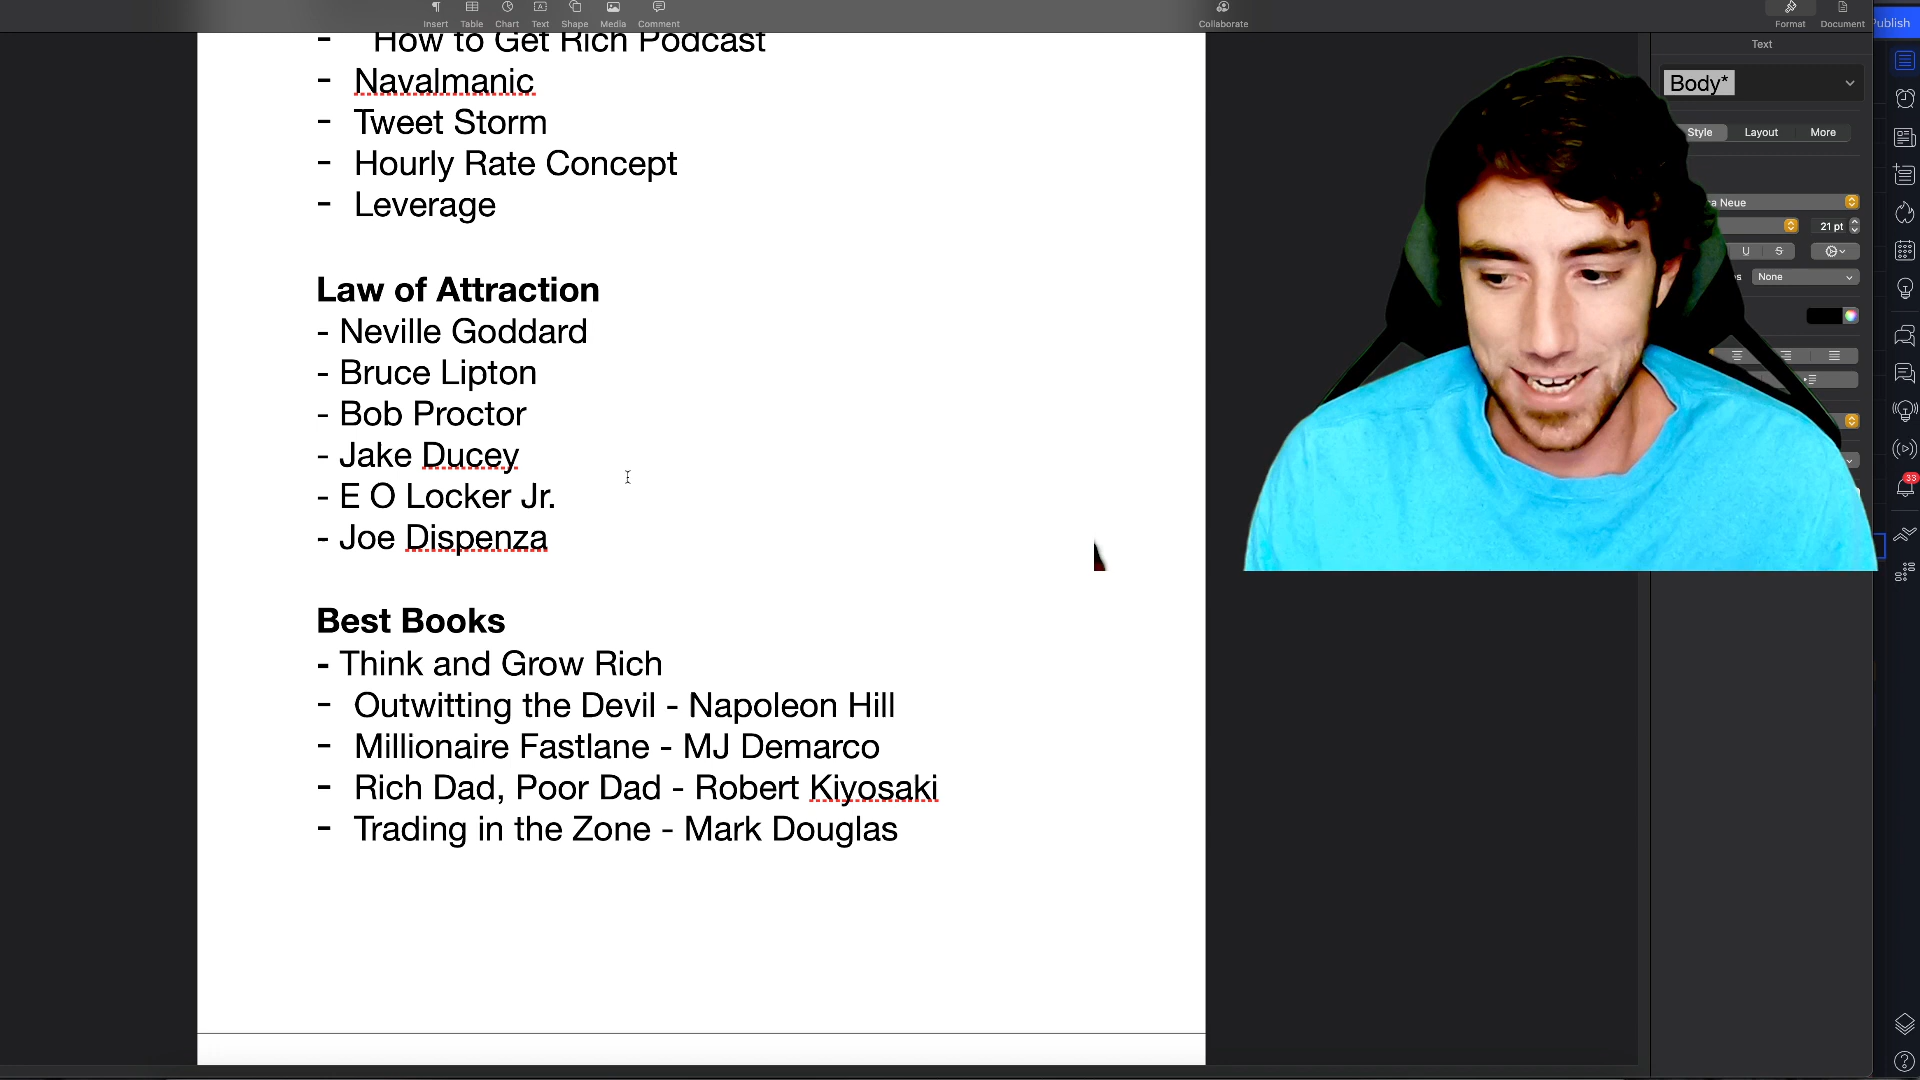 Insert Table Chart Text Shape Media Comment Collaborate Format Document Publish
Text
- How to Get Rich Podcast
- Navalmanic
- Tweet Storm
- Hourly Rate Concept
- Leverage
Law of Attraction
- Neville Goddard
- Bruce Lipton
- Bob Proctor
- Jake Ducey
- E O Locker Jr.
- Joe Dispenza
Best Books
- Think and Grow Rich
- Outwitting the Devil - Napoleon Hill
- Millionaire Fastlane - MJ Demarco
- Rich Dad, Poor Dad - Robert Kiyosaki
- Trading in the Zone - Mark Douglas
Body*
Style Layout More
Neue
21 pt
U S
None
33